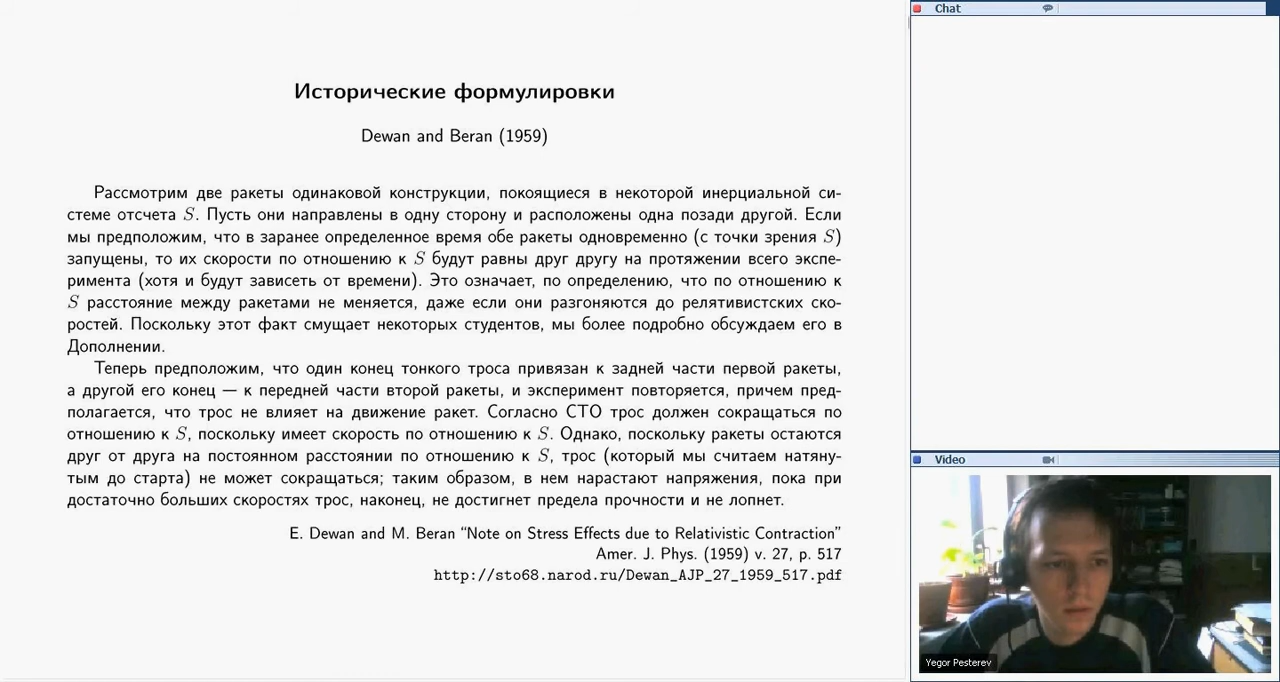 Исторические формулировки
Dewan and Beran (1959)
Рассмотрим две ракеты одинаковой конструкции, покоящиеся в некоторой инерциальной си-
стеме отсчета S. Пусть они направлены в одну сторону и расположены одна позади другой. Если
мы предположим, что в заранее определенное время обе ракеты одновременно (с точки зрения S)
запущены, то их скорости по отношению к S будут равны друг другу на протяжении всего экспе-
римента (хотя и будут зависеть от времени). Это означает, по определению, что по отношению к
S расстояние между ракетами не меняется, даже если они разгоняются до релятивистских ско-
ростей. Поскольку этот факт смущает некоторых студентов, мы более подробно обсуждаем его в
Дополнении.
Теперь предположим, что один конец тонкого троса привязан к задней части первой ракеты,
а другой его конец — к передней части второй ракеты, и эксперимент повторяется, причем пред-
полагается, что трос не влияет на движение ракет. Согласно СТО трос должен сокращаться по
отношению к S, поскольку имеет скорость по отношению к S. Однако, поскольку ракеты остаются
друг от друга на постоянном расстоянии по отношению к S, трос (который мы считаем натяну-
тым до старта) не может сокращаться; таким образом, в нем нарастают напряжения, пока при
достаточно больших скоростях трос, наконец, не достигнет предела прочности и не лопнет.
E. Dewan and M. Beran “Note on Stress Effects due to Relativistic Contraction”
Amer. J. Phys. (1959) v. 27, p. 517
http://sto68.narod.ru/Dewan_AJP_27_1959_517.pdf
Chat
Video
Yegor Pesterev